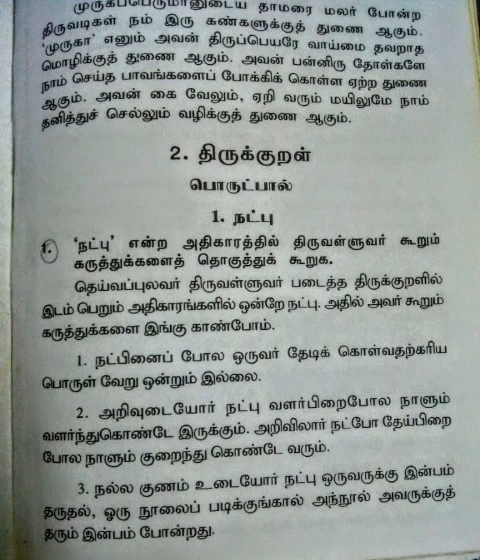 முருகப்பெருமானுடைய தாமரை மலர் போன்ற
திருவடிகள் நம் இரு கண்களுக்குத் துணை ஆகும்.
'முருகா' எனும் அவன் திருப்பெயரே வாய்மை தவறாத
மொழிக்குத் துணை ஆகும். அவன் பன்னிரு தோள்களே
நாம் செய்த பாவங்களைப் போக்கிக் கொள்ள ஏற்ற துணை
ஆகும். அவன் கை வேலும், ஏறி வரும் மயிலுமே நாம்
தனித்துச் செல்லும் வழிக்குத் துணை ஆகும்.
2. திருக்குறள்
பொருட்பால்
1. நட்பு
1. 'நட்பு' என்ற அதிகாரத்தில் திருவள்ளுவர் கூறும்
கருத்துக்களைத் தொகுத்துக் கூறுக.
தெய்வப்புலவர் திருவள்ளுவர் படைத்த திருக்குறளில்
இடம் பெறும் அதிகாரங்களில் ஒன்றே நட்பு. அதில் அவர் கூறும்
கருத்துக்களை இங்கு காண்போம்.
1. நட்பினைப் போல ஒருவர் தேடிக் கொள்வதற்கரிய
பொருள் வேறு ஒன்றும் இல்லை.
2. அறிவுடையோர் நட்பு வளர்பிறைபோல நாளும்
வளர்ந்துகொண்டே இருக்கும். அறிவிலார் நட்போ தேய்பிறை
போல நாளும் குறைந்து கொண்டே வரும்.
3. நல்ல குணம் உடையோர் நட்பு ஒருவருக்கு இன்பம்
தருதல், ஒரு நூலைப் படிக்குங்கால் அந்நூல் அவருக்குத்
தரும் இன்பம் போன்றது.